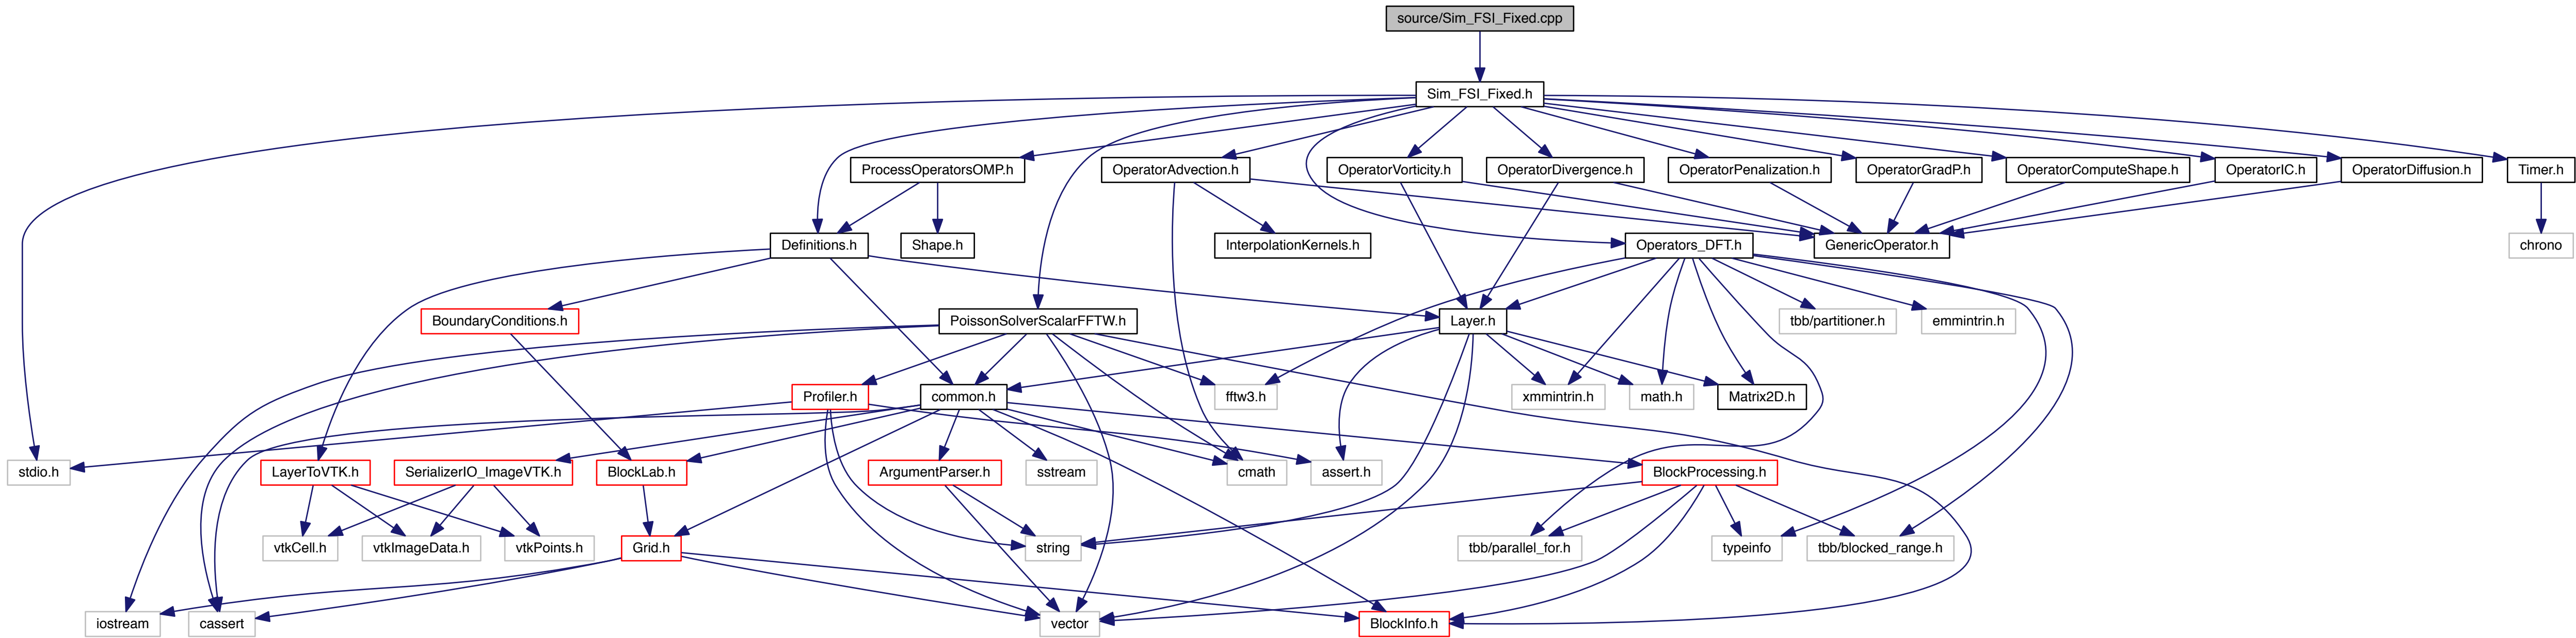 source/Sim_FSI_Fixed.cpp
Sim_FSI_Fixed.h
ProcessOperatorsOMP.h
OperatorAdvection.h
OperatorVorticity.h
OperatorDivergence.h
OperatorPenalization.h
OperatorGradP.h
OperatorComputeShape.h
OperatorIC.h
OperatorDiffusion.h
Timer.h
Definitions.h
Shape.h
InterpolationKernels.h
Operators_DFT.h
GenericOperator.h
chrono
BoundaryConditions.h
PoissonSolverScalarFFTW.h
Layer.h
tbb/partitioner.h
emmintrin.h
Profiler.h
common.h
fftw3.h
xmmintrin.h
math.h
Matrix2D.h
stdio.h
LayerToVTK.h
SerializerIO_ImageVTK.h
BlockLab.h
ArgumentParser.h
sstream
cmath
assert.h
BlockProcessing.h
vtkCell.h
vtkImageData.h
vtkPoints.h
Grid.h
string
tbb/parallel_for.h
typeinfo
tbb/blocked_range.h
iostream
cassert
vector
BlockInfo.h